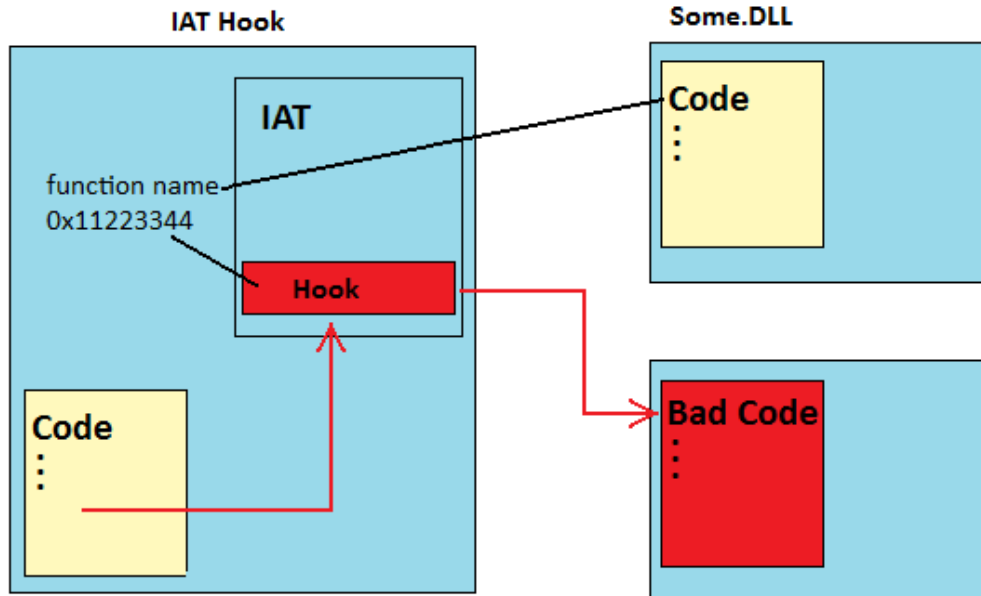 IAT Hook
Some.DLL
IAT
function name
0x11223344
Hook
Code
Code
Bad Code